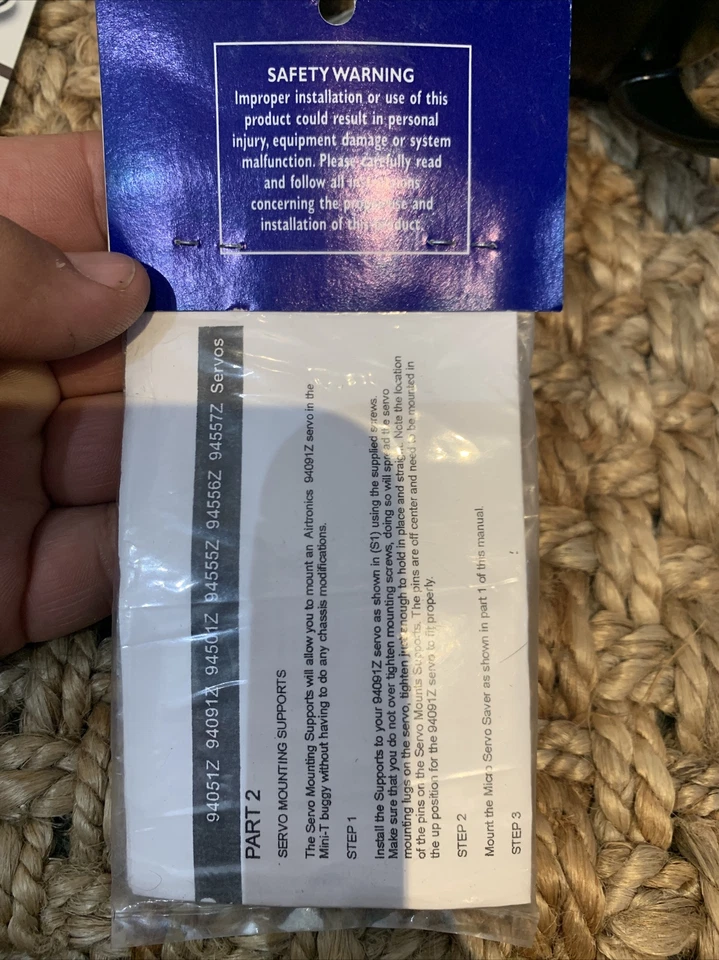 SAFETY WARNING
Improper installation or use of this
product could result in personal
injury, equipment damage or system
malfunction. Please carefully read
and follow all instructions
concerning the proper use and
installation of this product.
94051Z 94091Z 94501Z 94555Z 94556Z 94557Z Servos
PART 2
SERVO MOUNTING SUPPORTS
The Servo Mounting Supports will allow you to mount an Airtronics 94091Z servo in the
Mini-T buggy without having to do any chassis modifications.
STEP 1
Install the Supports to your 94091Z servo as shown in (S1) using the supplied screws.
Make sure that you do not over tighten mounting screws, doing so will spread the servo
mounting lugs on the servo, tighten just enough to hold in place and straight. Note the location
of the pins on the Servo Mounts Supports. The pins are off center and need to be mounted in
the up position for the 94091Z servo to fit properly.
STEP 2
Mount the Micro Servo Saver as shown in part 1 of this manual.
STEP 3